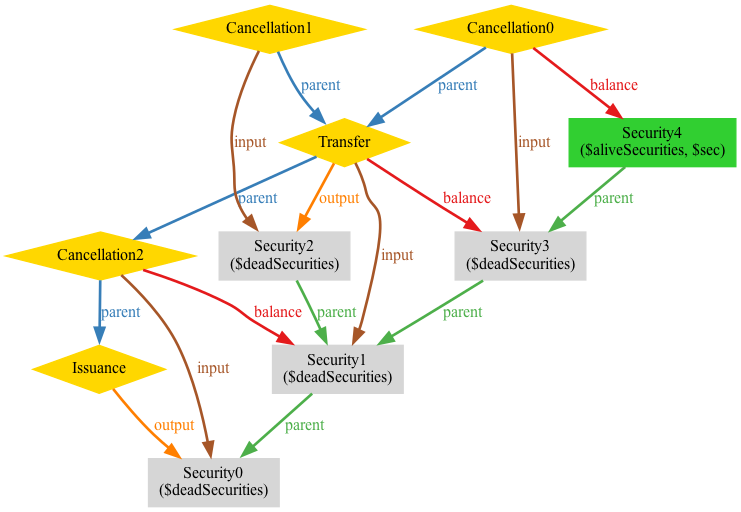 Cancellation1
Cancellation0
parent
parent
balance
input
Transfer
input
Security4
($aliveSecurities, $sec)
parent
output
balance
parent
Cancellation2
Security2
($deadSecurities)
input
Security3
($deadSecurities)
parent
balance
parent
parent
Issuance
input
Security1
($deadSecurities)
output
parent
Security0
($deadSecurities)